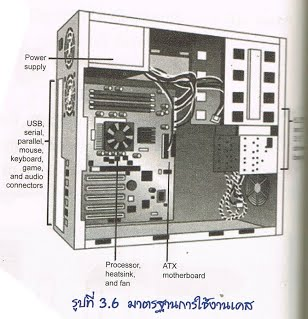 Power
supply
USB,
serial,
parallel,
mouse,
keyboard,
game,
and audio
connectors
Processor,
heatsink,
and fan
ATX
motherboard
รูปที่ 3.6 มาตรฐานการใช้งานเคส